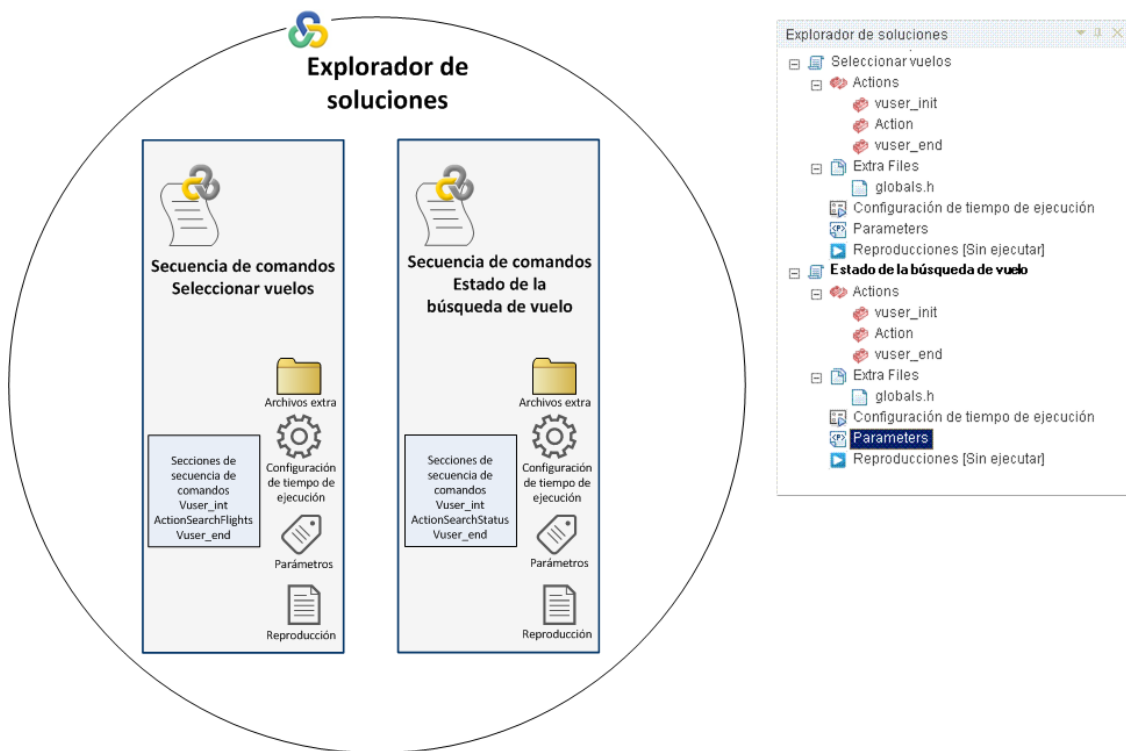 Explorador de
soluciones
Secuencia de comandos
Seleccionar vuelos
Archivos extra
Configuración
de tiempo de
ejecución
Secciones de
secuencia de
comandos
Vuser_int
ActionSearchFlights
Vuser_end
Parámetros
Reproducción
Secuencia de comandos
Estado de la
búsqueda de vuelo
Archivos extra
Configuración
de tiempo de
ejecución
Secciones de
secuencia de
comandos
Vuser_int
ActionSearchStatus
Vuser_end
Parámetros
Reproducción
Explorador de soluciones
Seleccionar vuelos
Actions
vuser_init
Action
vuser_end
Extra Files
globals.h
Configuración de tiempo de ejecución
<P> Parameters
Reproducciones [Sin ejecutar]
Estado de la búsqueda de vuelo
Actions
vuser_init
Action
vuser_end
Extra Files
globals.h
Configuración de tiempo de ejecución
<P> Parameters
Reproducciones [Sin ejecutar]